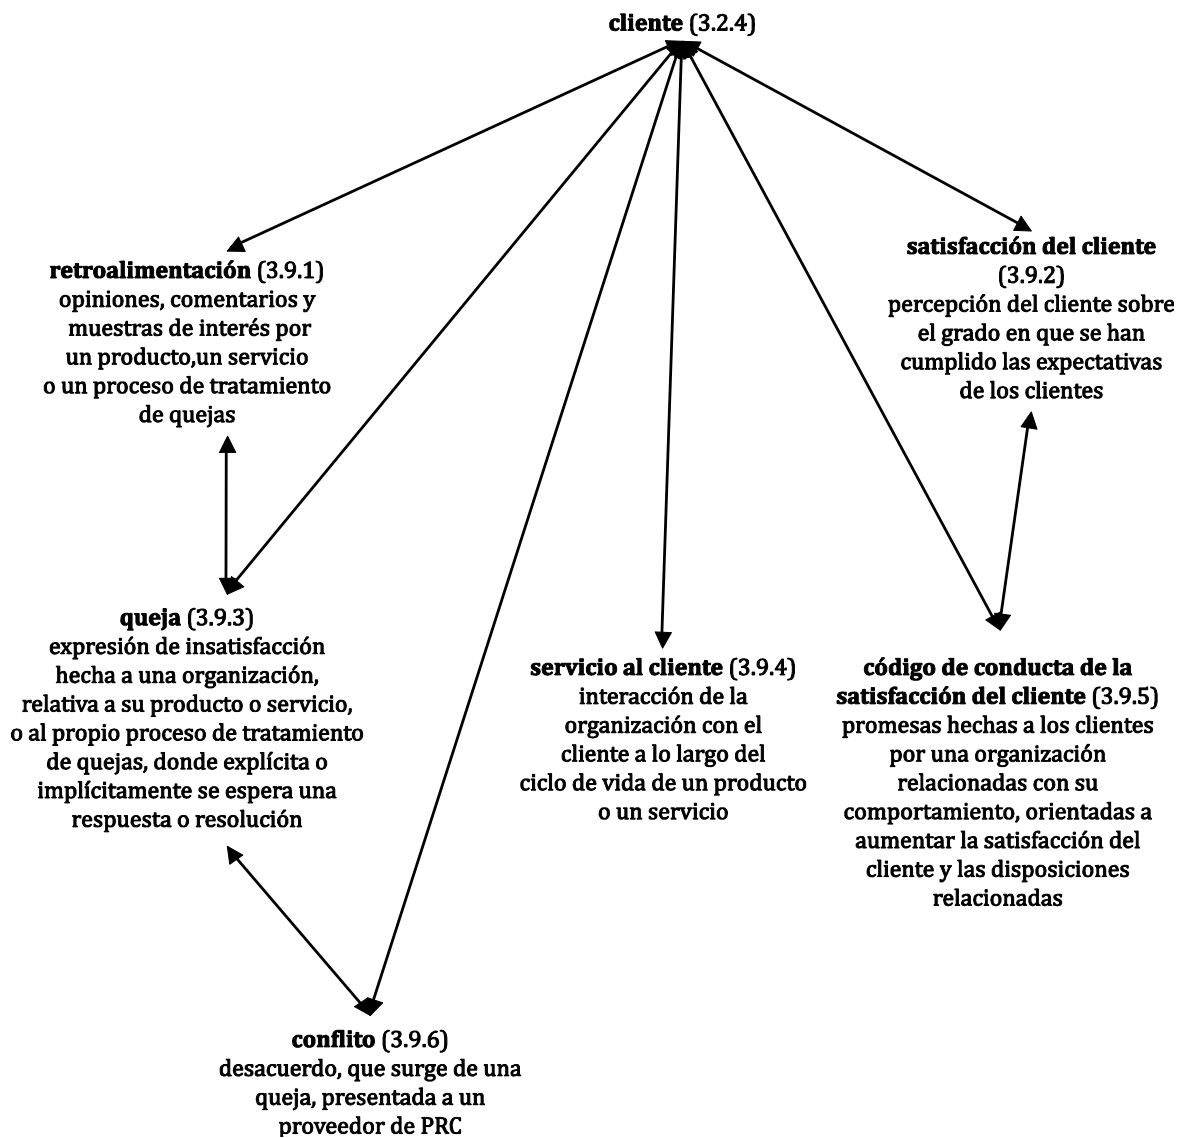 cliente (3.2.4)
retroalimentación (3.9.1)
opiniones, comentarios y
muestras de interés por
un producto,un servicio
o un proceso de tratamiento
de quejas
satisfacción del cliente
(3.9.2)
percepción del cliente sobre
el grado en que se han
cumplido las expectativas
de los clientes
queja (3.9.3)
expresión de insatisfacción
hecha a una organización,
relativa a su producto o servicio,
o al propio proceso de tratamiento
de quejas, donde explícita o
implícitamente se espera una
respuesta o resolución
servicio al cliente (3.9.4)
interacción de la
organización con el
cliente a lo largo del
ciclo de vida de un producto
o un servicio
código de conducta de la
satisfacción del cliente (3.9.5)
promesas hechas a los clientes
por una organización
relacionadas con su
comportamiento, orientadas a
aumentar la satisfacción del
cliente y las disposiciones
relacionadas
conflito (3.9.6)
desacuerdo, que surge de una
queja, presentada a un
proveedor de PRC